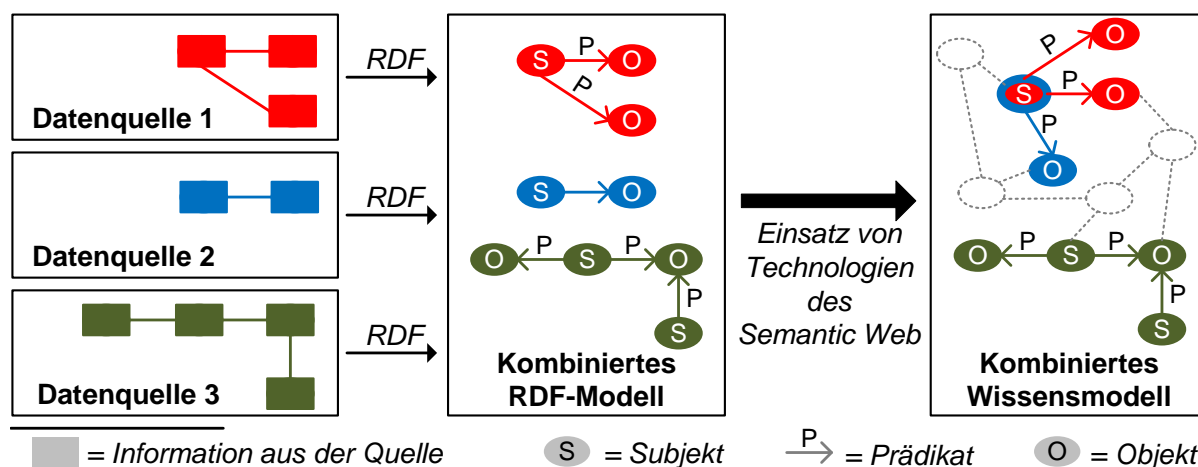 Datenquelle 1
RDF
S P O
P
O
Datenquelle 2
RDF
S O
O P S P O
P
S
Datenquelle 3
RDF
Kombiniertes
RDF-Modell
Einsatz von
Technologien
des
Semantic Web
P O
S P O
P
O
O P S P O
P
S
Kombiniertes
Wissensmodell
= Information aus der Quelle
S = Subjekt
P = Prädikat
O = Objekt